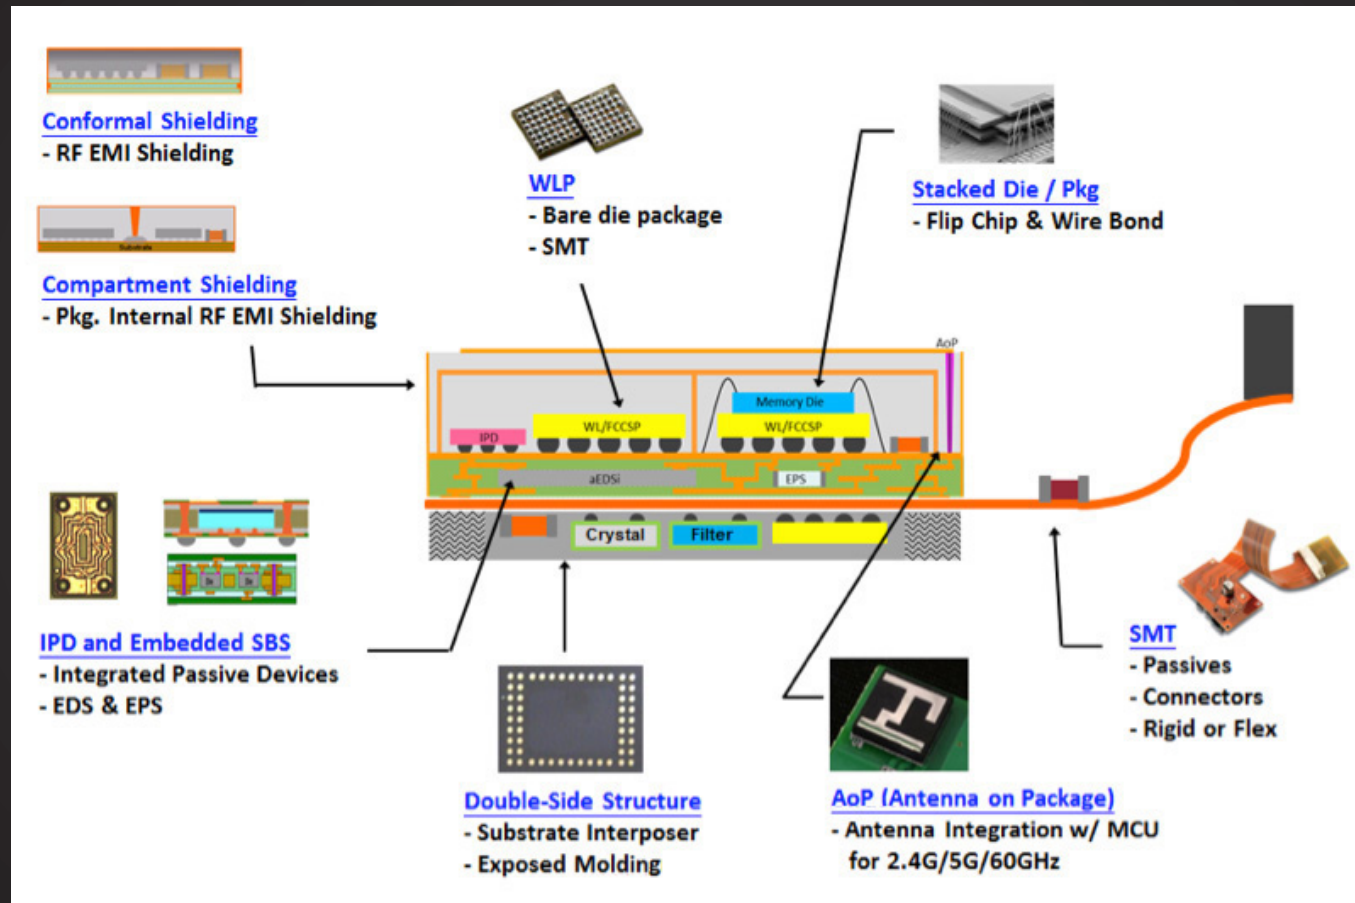 Conformal Shielding
- RF EMI Shielding
Substrate
Compartment Shielding
- Pkg. Internal RF EMI Shielding
WLP
- Bare die package
- SMT
Stacked Die / Pkg
- Flip Chip & Wire Bond
AoP
Memory Die
IPD
WL/FCCSP
WL/FCCSP
aEDSi
EPS
Crystal
Filter
IPD and Embedded SBS
- Integrated Passive Devices
- EDS & EPS
Double-Side Structure
- Substrate Interposer
- Exposed Molding
AoP (Antenna on Package)
- Antenna Integration w/ MCU
for 2.4G/5G/60GHz
SMT
- Passives
- Connectors
- Rigid or Flex